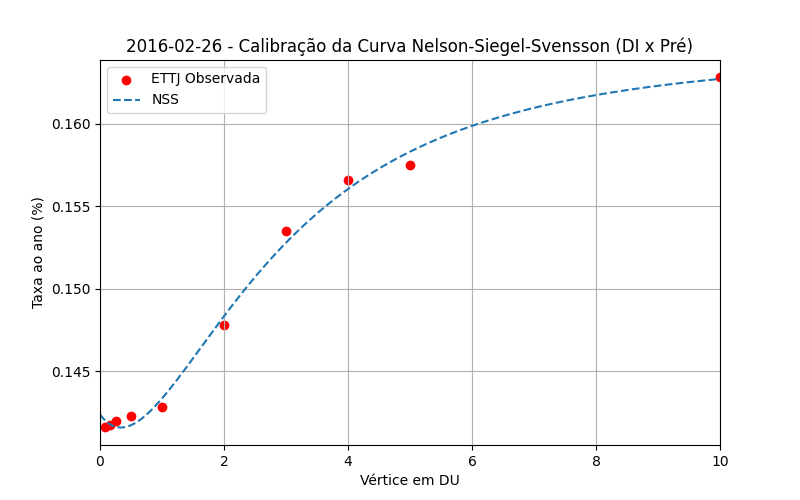 2016-02-26 - Calibração da Curva Nelson-Siegel-Svensson (DI x Pré)
ETTJ Observada
NSS
Taxa ao ano (%)
0.160
0.155
0.150
0.145
0 2 4 6 8 10
Vértice em DU